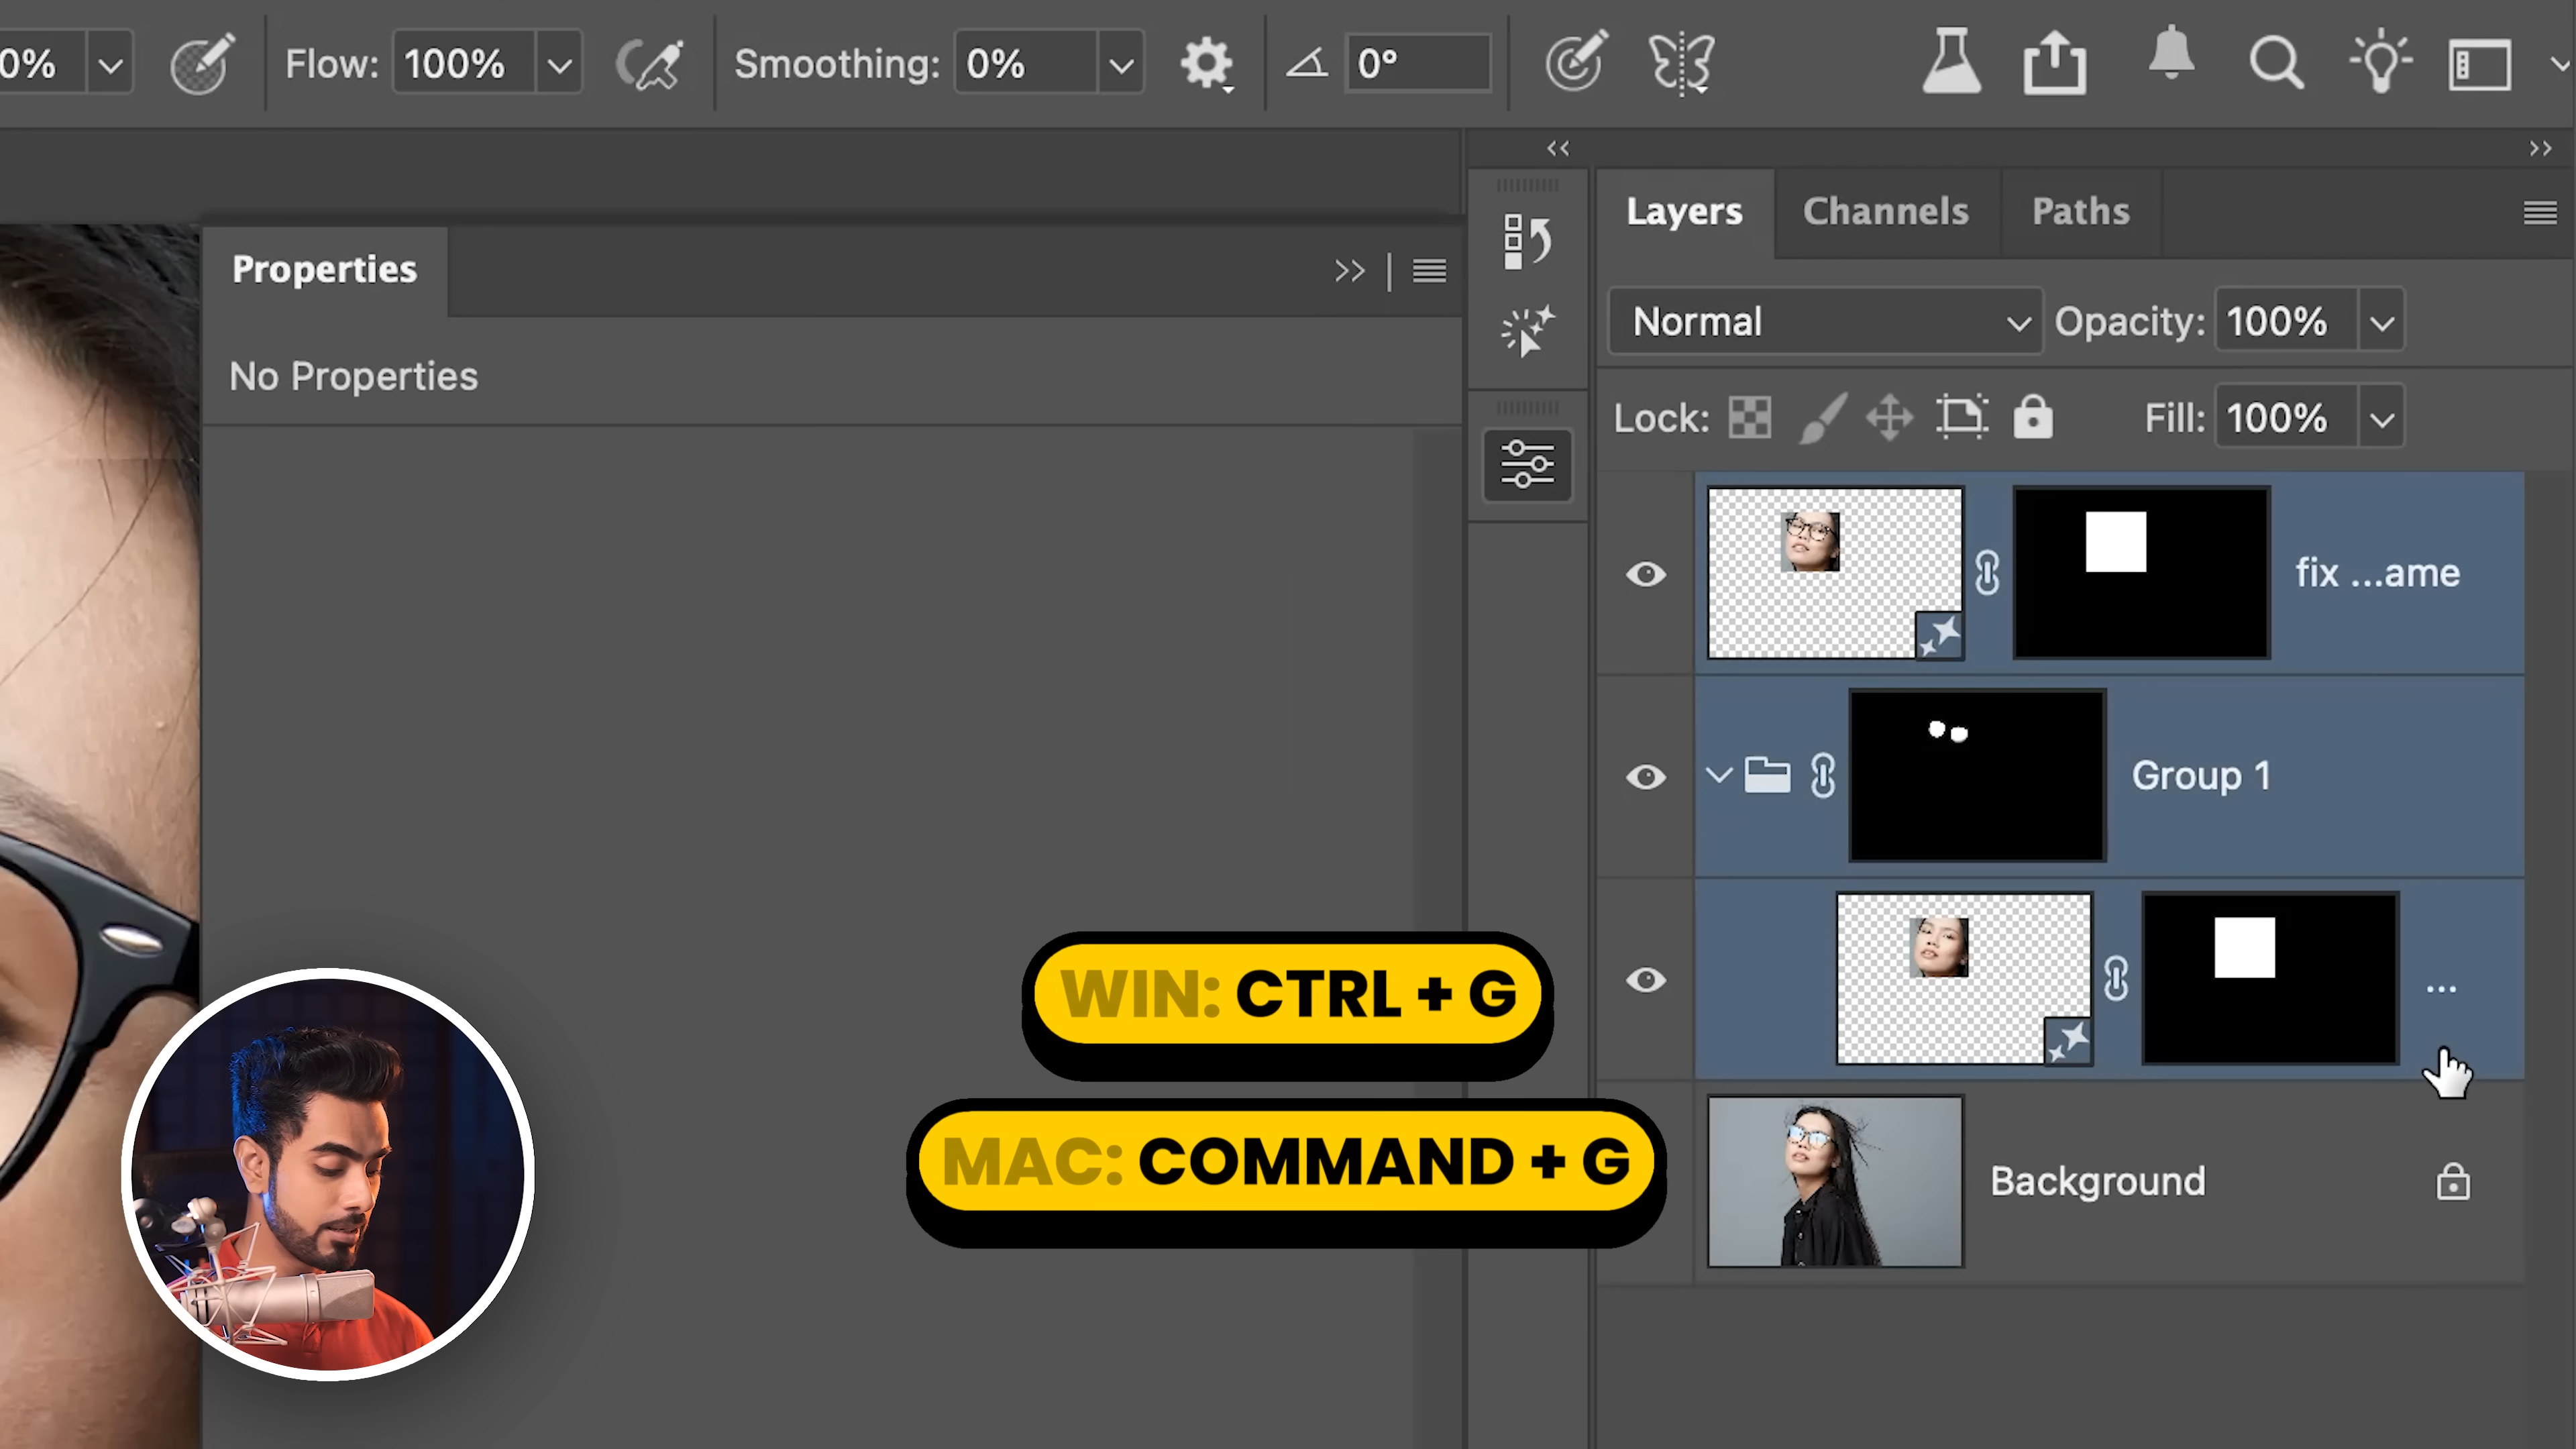 0%
Flow: 100%
Smoothing: 0%
0°
Layers
Channels
Paths
Properties
No Properties
Normal
Opacity: 100%
Lock:
Fill: 100%
fix ...ame
Group 1
...
Background
WIN: CTRL + G
MAC: COMMAND + G